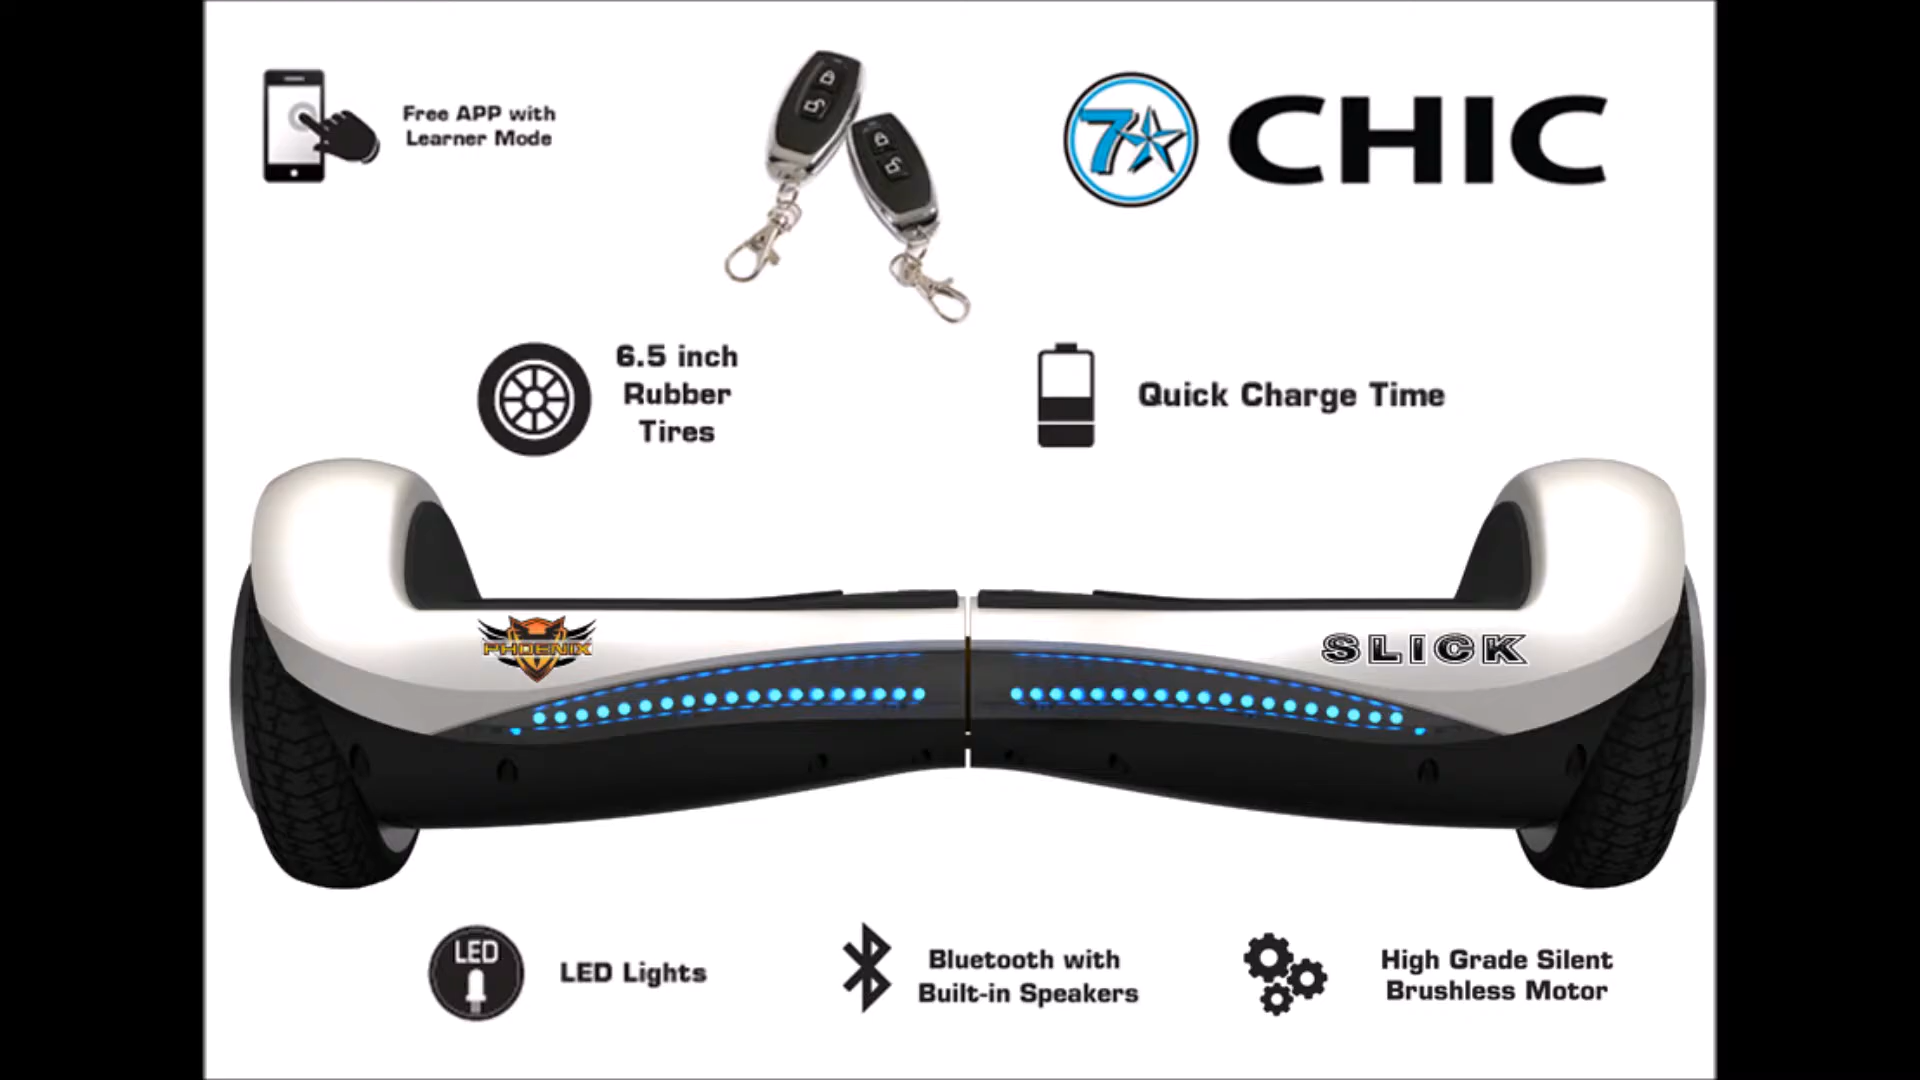 Free APP with
Learner Mode
7 CHIC
6.5 inch
Rubber
Tires
Quick Charge Time
PHOENIX
SLICK
LED
LED Lights
Bluetooth with
Built-in Speakers
High Grade Silent
Brushless Motor